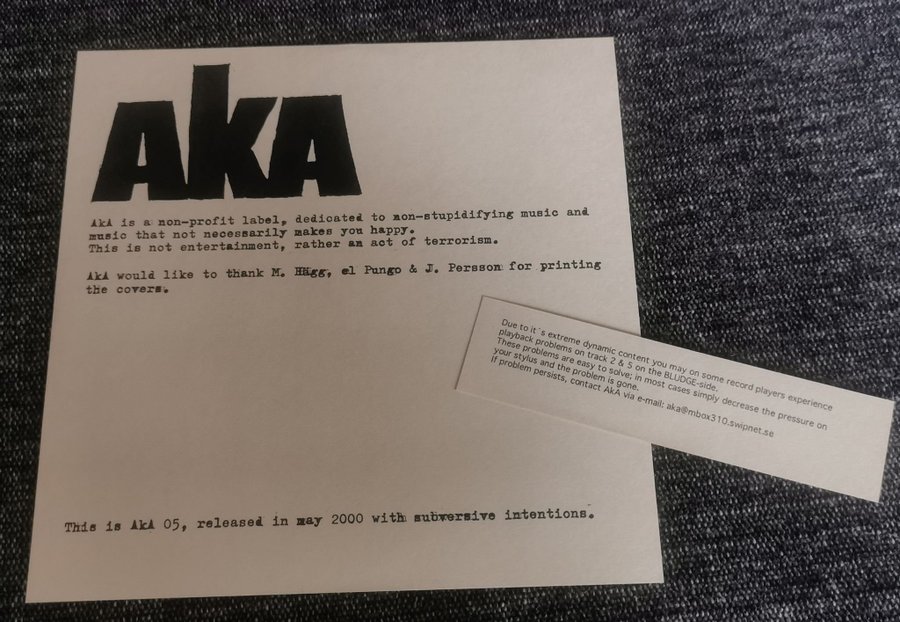 AkA
AkA is a non-profit label, dedicated to non-stupidifying music and
music that not necessarily makes you happy.
This is not entertainment, rather an act of terrorism.
AkA would like to thank M. Hägg, el Pungo & J. Persson for printing
the covers.
Due to it´s extreme dynamic content you may on some record players experience
playback problems on track 2 & 5 on the BLUDGE-side.
These problems are easy to solve; in most cases simply decrease the pressure on
your stylus and the problem is gone.
If problem persists, contact AkA via e-mail: aka@mbox310.swipnet.se
This is AkA 05, released in may 2000 with subversive intentions.